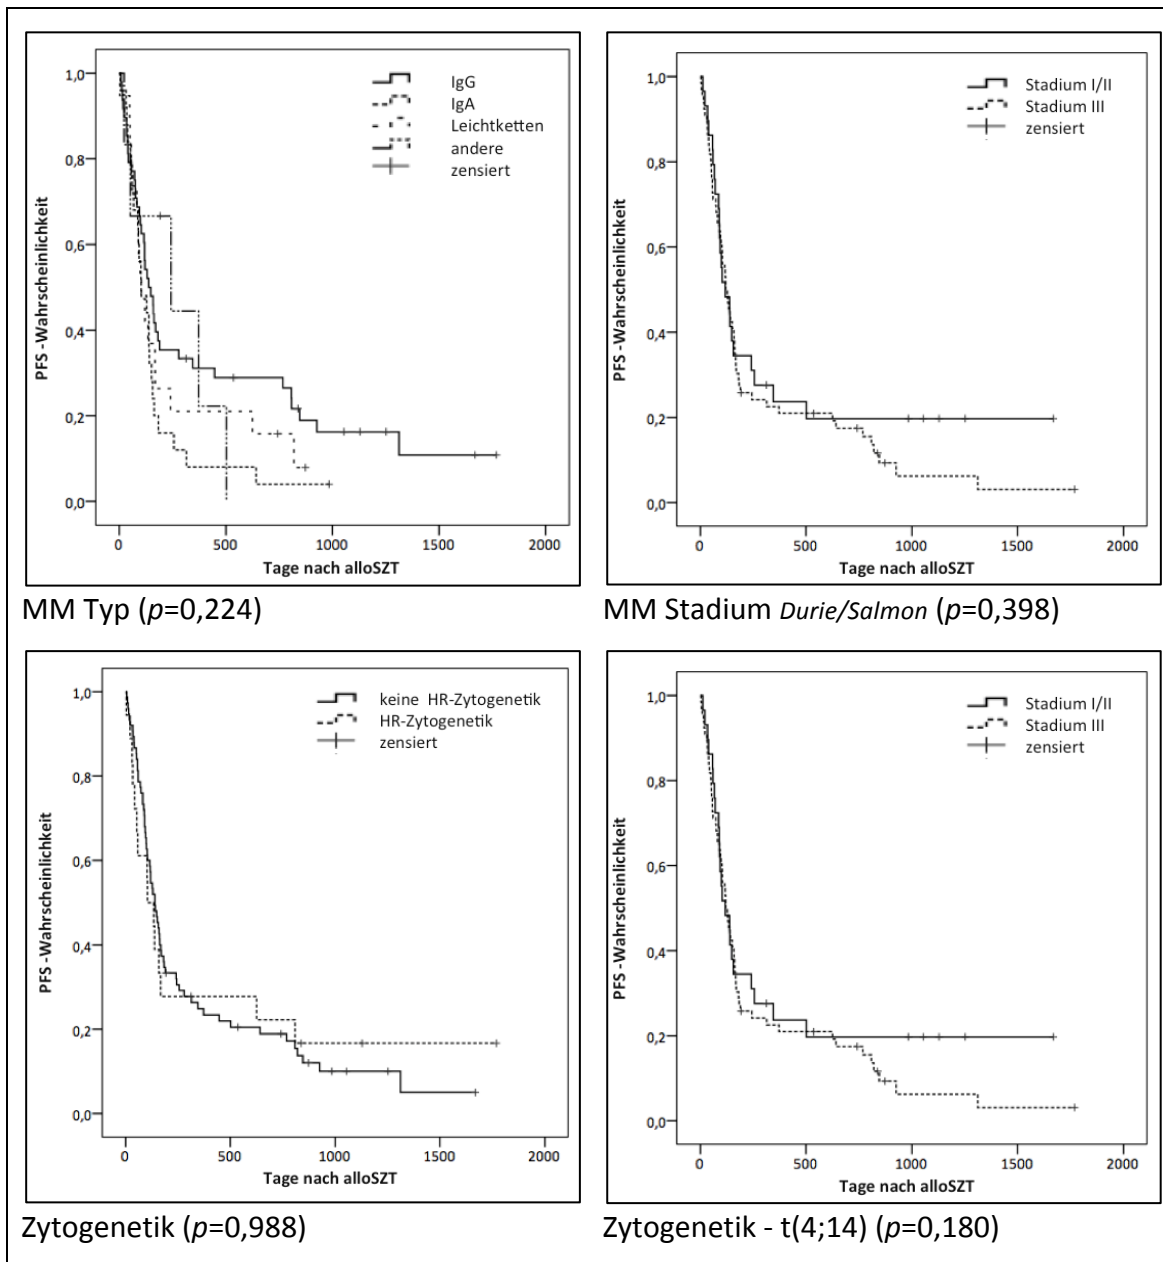 IgG
IgA
Leichtketten
andere
zensiert
1,0
0,8
0,6
0,4
0,2
0,0
PFS -Wahrscheinlichkeit
0 500 1000 1500 2000
Tage nach alloSZT
MM Typ (p=0,224)
Stadium I/II
Stadium III
zensiert
1,0
0,8
0,6
0,4
0,2
0,0
PFS -Wahrscheinlichkeit
0 500 1000 1500 2000
Tage nach alloSZT
MM Stadium Durie/Salmon (p=0,398)
keine HR-Zytogenetik
HR-Zytogenetik
zensiert
1,0
0,8
0,6
0,4
0,2
0,0
PFS -Wahrscheinlichkeit
0 500 1000 1500 2000
Tage nach alloSZT
Zytogenetik (p=0,988)
Stadium I/II
Stadium III
zensiert
1,0
0,8
0,6
0,4
0,2
0,0
PFS -Wahrscheinlichkeit
0 500 1000 1500 2000
Tage nach alloSZT
Zytogenetik - t(4;14) (p=0,180)